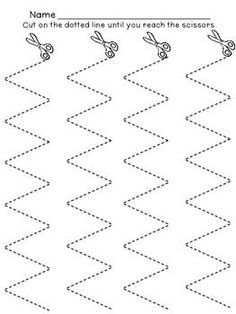 Name
Cut on the dotted line until you reach the scissors.